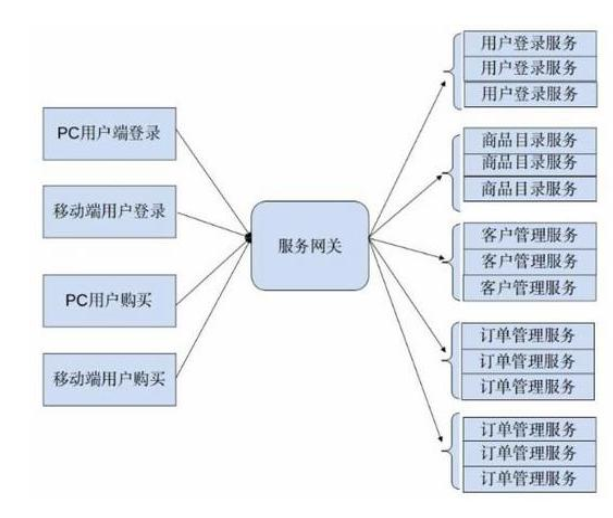 PC用户端登录
移动端用户登录
PC用户购买
移动端用户购买
服务网关
用户登录服务
用户登录服务
用户登录服务
商品目录服务
商品目录服务
商品目录服务
客户管理服务
客户管理服务
客户管理服务
订单管理服务
订单管理服务
订单管理服务
订单管理服务
订单管理服务
订单管理服务